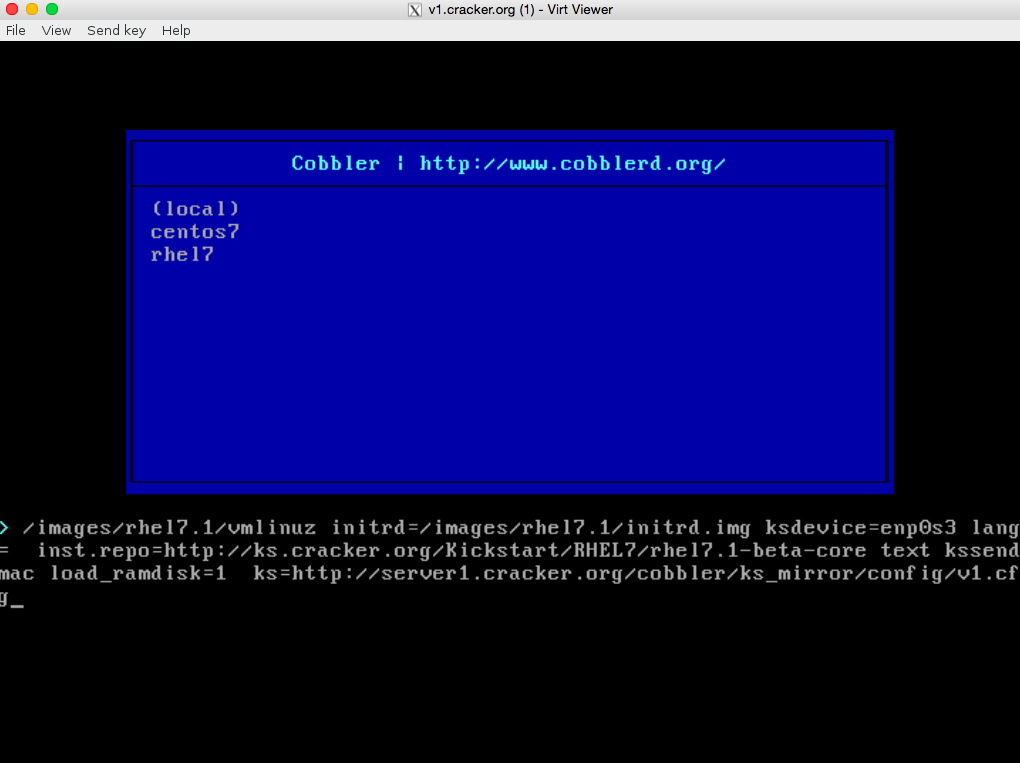 v1.cracker.org (1) - Virt Viewer
File View Send key Help
Cobbler | http://www.cobblerd.org/
(local)
centos7
rhel7
> /images/rhel7.1/vmlinuz initrd=/images/rhel7.1/initrd.img ksdevice=enp0s3 lang
=  inst.repo=http://ks.cracker.org/Kickstart/RHEL7/rhel7.1-beta-core text kssend
mac load_ramdisk=1  ks=http://server1.cracker.org/cobbler/ks_mirror/config/v1.cf
g_